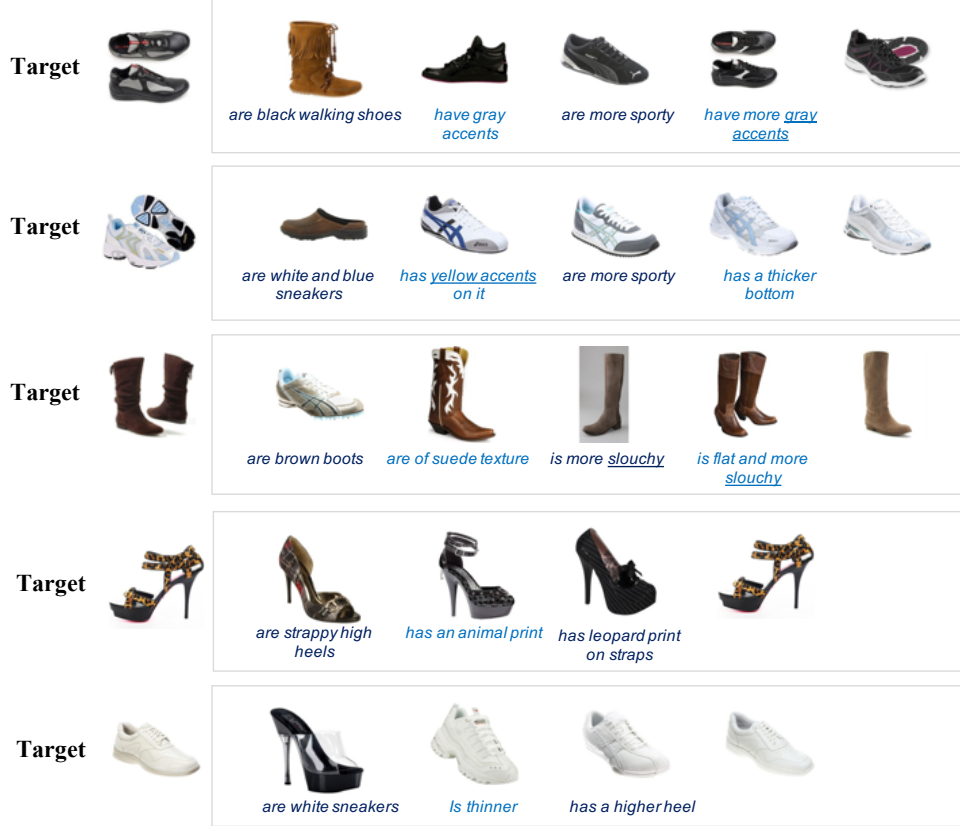 Target
are black walking shoes
have gray
accents
are more sporty
have more gray
accents
Target
are white and blue
sneakers
has yellow accents
on it
are more sporty
has a thicker
bottom
Target
are brown boots
are of suede texture
is more slouchy
is flat and more
slouchy
Target
are strappy high
heels
has an animal print
has leopard print
on straps
Target
are white sneakers
Is thinner
has a higher heel